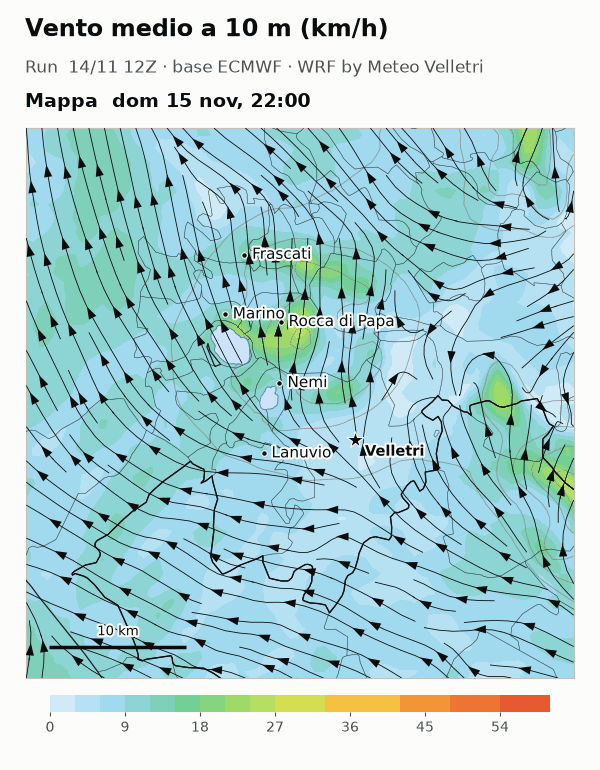 Vento medio a 10 m (km/h)
Run 14/11 12Z · base ECMWF · WRF by Meteo Velletri
Mappa dom 15 nov, 22:00
Frascati
Marino
Rocca di Papa
Nemi
Velletri
Lanuvio
10 km
0 9 18 27 36 45 54